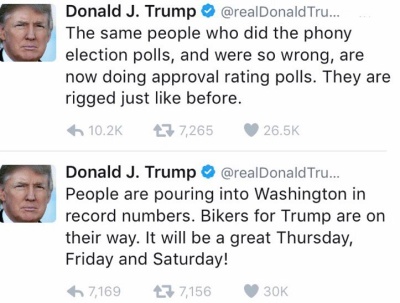 Donald J. Trump @realDonaldTru...
The same people who did the phony
election polls, and were so wrong, are
now doing approval rating polls. They are
rigged just like before.
10.2K 7,265 26.5K
Donald J. Trump @realDonaldTru...
People are pouring into Washington in
record numbers. Bikers for Trump are on
their way. It will be a great Thursday,
Friday and Saturday!
7,169 7,156 30K